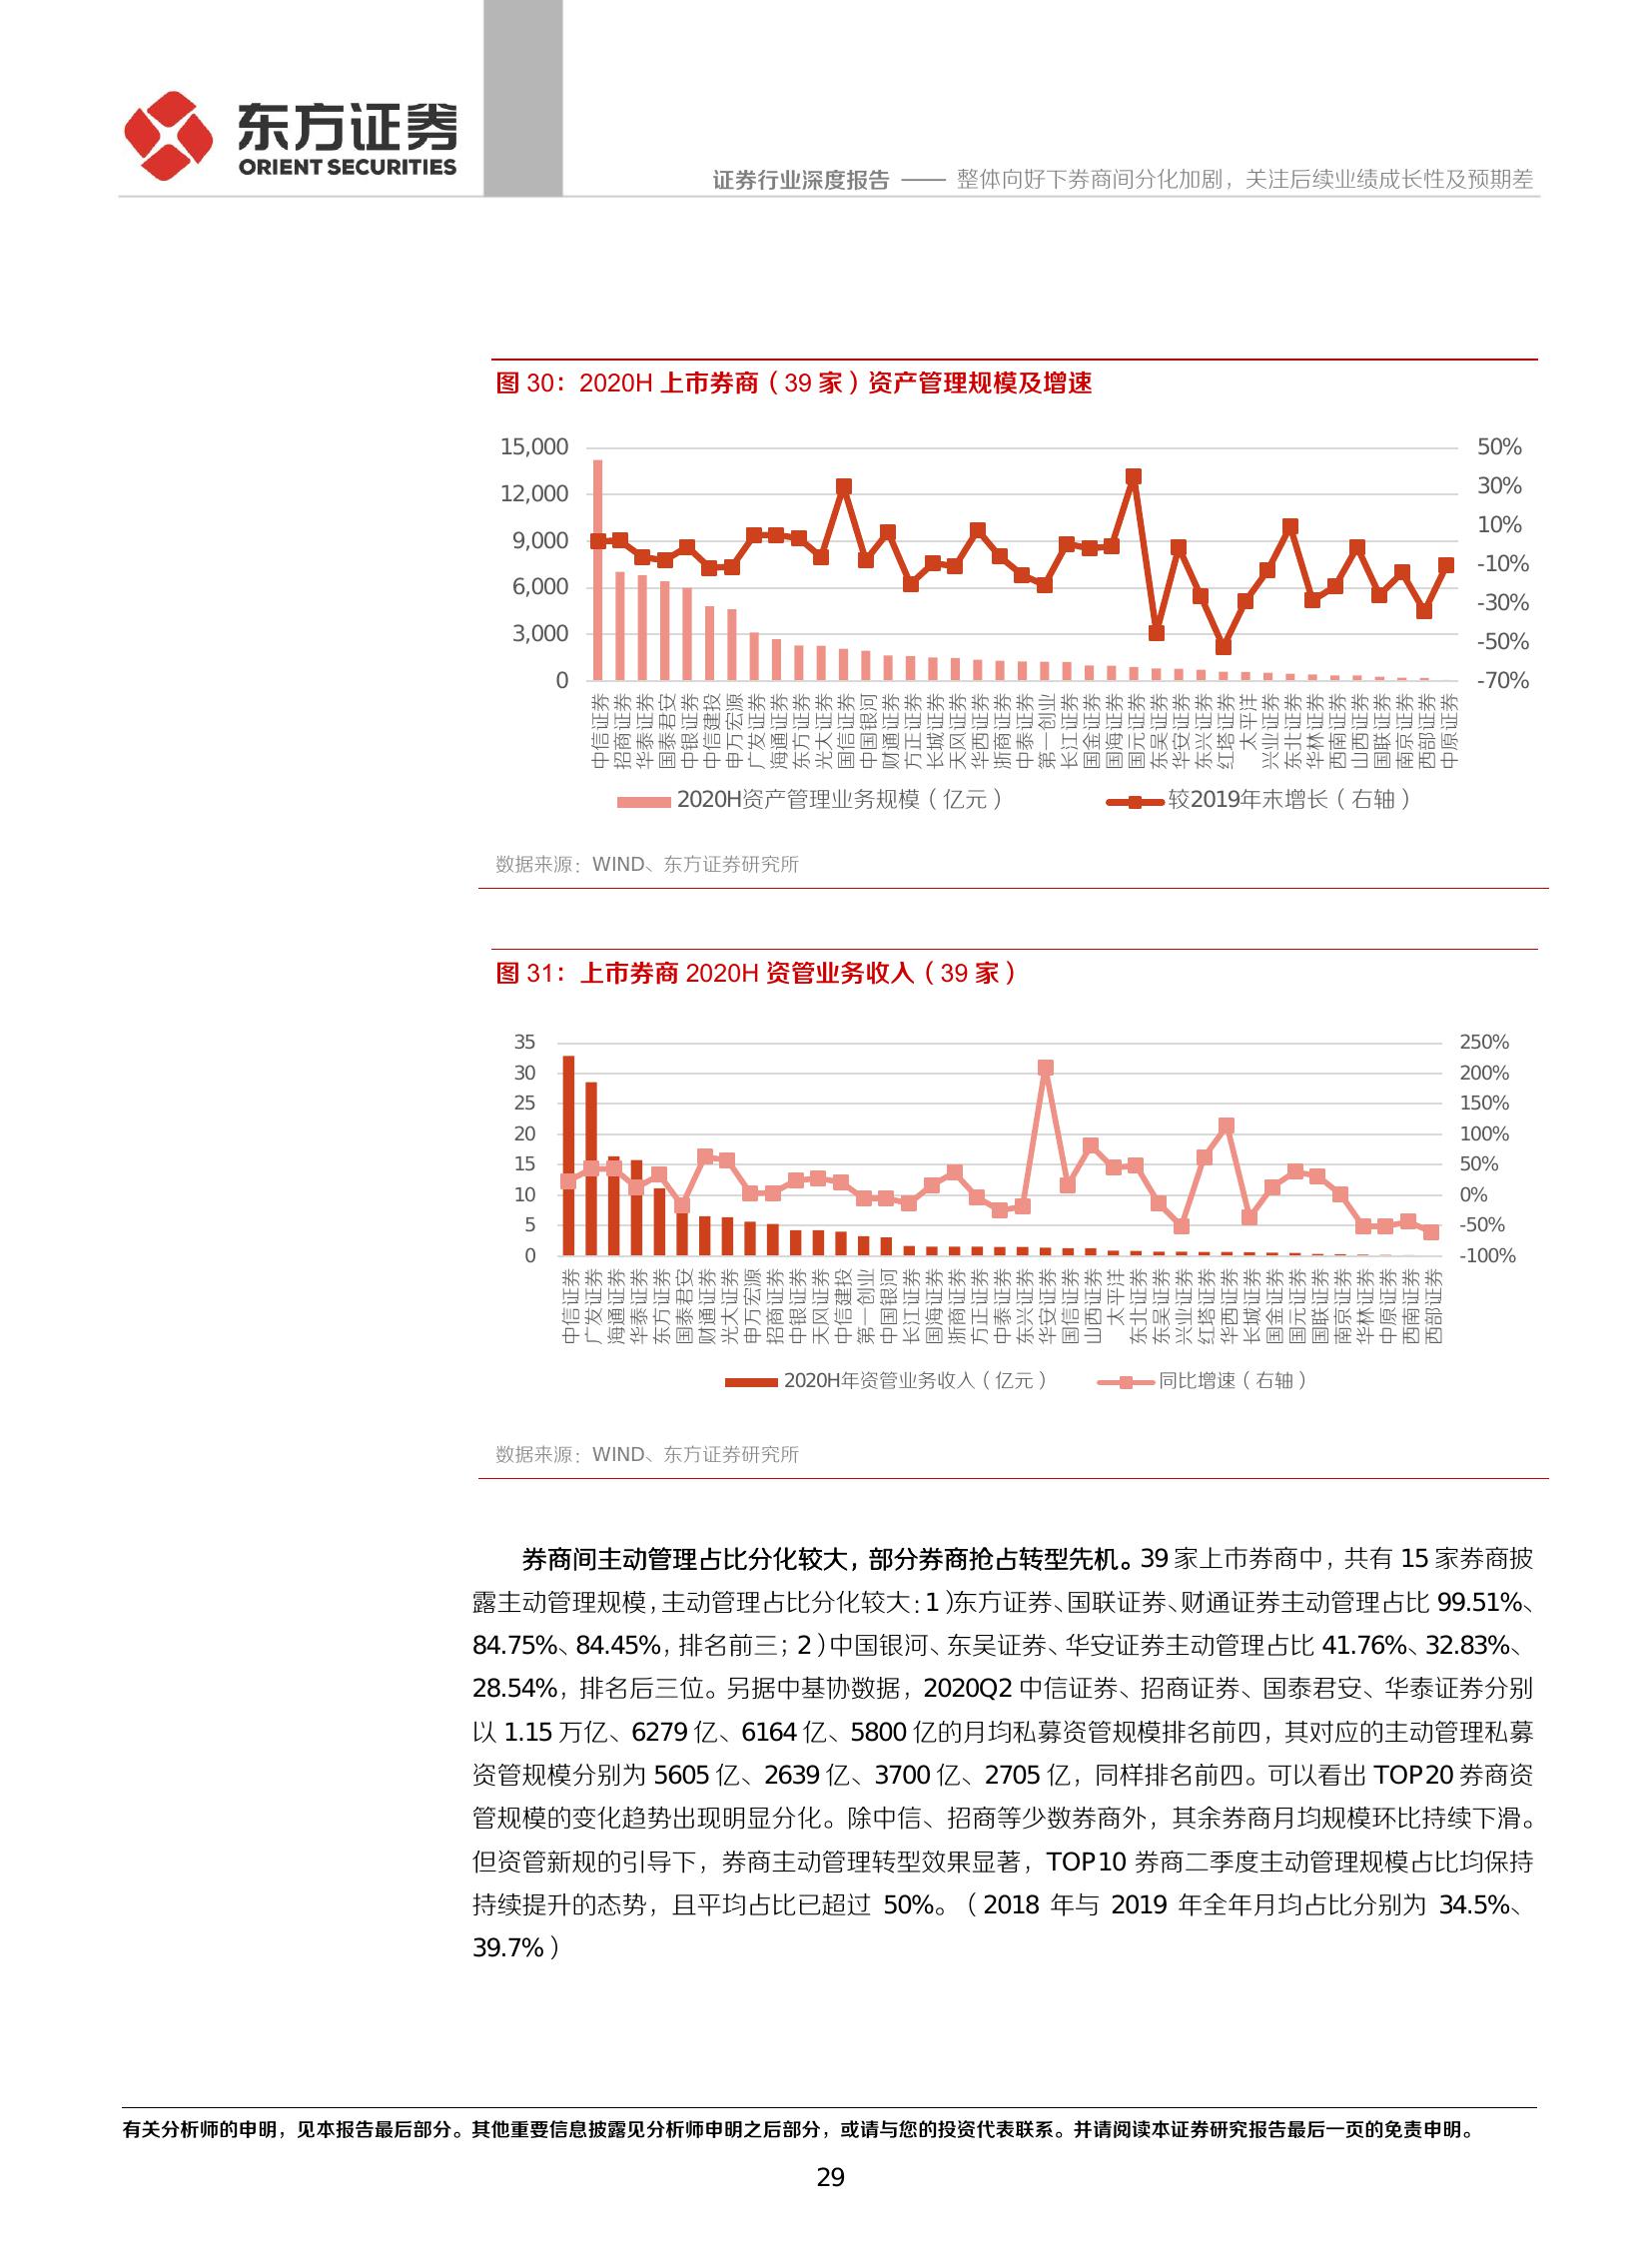 东方证券
ORIENT SECURITIES
证券行业深度报告 —— 整体向好下券商间分化加剧，关注后续业绩成长性及预期差
图 30：2020H 上市券商（39 家）资产管理规模及增速
15,000
12,000
9,000
6,000
3,000
0
50%
30%
10%
-10%
-30%
-50%
-70%
中信证券
招商证券
华泰证券
国泰君安
中银证券
中信建投
申万宏源
广发证券
海通证券
东方证券
光大证券
国信证券
中国银河
财通证券
方正证券
长城证券
天风证券
华西证券
浙商证券
中泰证券
第一创业
长江证券
国金证券
国海证券
国元证券
东吴证券
华安证券
东兴证券
红塔证券
太平洋
兴业证券
东北证券
华林证券
西南证券
山西证券
国联证券
南京证券
西部证券
中原证券
2020H资产管理业务规模（亿元）
较2019年末增长（右轴）
数据来源：WIND、东方证券研究所
图 31：上市券商 2020H 资管业务收入（39 家）
35
30
25
20
15
10
5
0
250%
200%
150%
100%
50%
0%
-50%
-100%
中信证券
广发证券
海通证券
华泰证券
东方证券
国泰君安
财通证券
光大证券
申万宏源
招商证券
中银证券
天风证券
中信建投
第一创业
中国银河
长江证券
国海证券
浙商证券
方正证券
中泰证券
东兴证券
华安证券
国信证券
山西证券
太平洋
东北证券
东吴证券
兴业证券
红塔证券
华西证券
长城证券
国金证券
国元证券
国联证券
南京证券
华林证券
中原证券
西南证券
西部证券
2020H年资管业务收入（亿元）
同比增速（右轴）
数据来源：WIND、东方证券研究所
券商间主动管理占比分化较大，部分券商抢占转型先机。39 家上市券商中，共有 15 家券商披
露主动管理规模，主动管理占比分化较大：1）东方证券、国联证券、财通证券主动管理占比 99.51%、
84.75%、84.45%，排名前三；2）中国银河、东吴证券、华安证券主动管理占比 41.76%、32.83%、
28.54%，排名后三位。另据中基协数据，2020Q2 中信证券、招商证券、国泰君安、华泰证券分别
以 1.15 万亿、6279 亿、6164 亿、5800 亿的月均私募资管规模排名前四，其对应的主动管理私募
资管规模分别为 5605 亿、2639 亿、3700 亿、2705 亿，同样排名前四。可以看出 TOP20 券商资
管规模的变化趋势出现明显分化。除中信、招商等少数券商外，其余券商月均规模环比持续下滑。
但资管新规的引导下，券商主动管理转型效果显著，TOP10 券商二季度主动管理规模占比均保持
持续提升的态势，且平均占比已超过 50%。（2018 年与 2019 年全年月均占比分别为 34.5%、
39.7%）
有关分析师的申明，见本报告最后部分。其他重要信息披露见分析师申明之后部分，或请与您的投资代表联系。并请阅读本证券研究报告最后一页的免责申明。
29